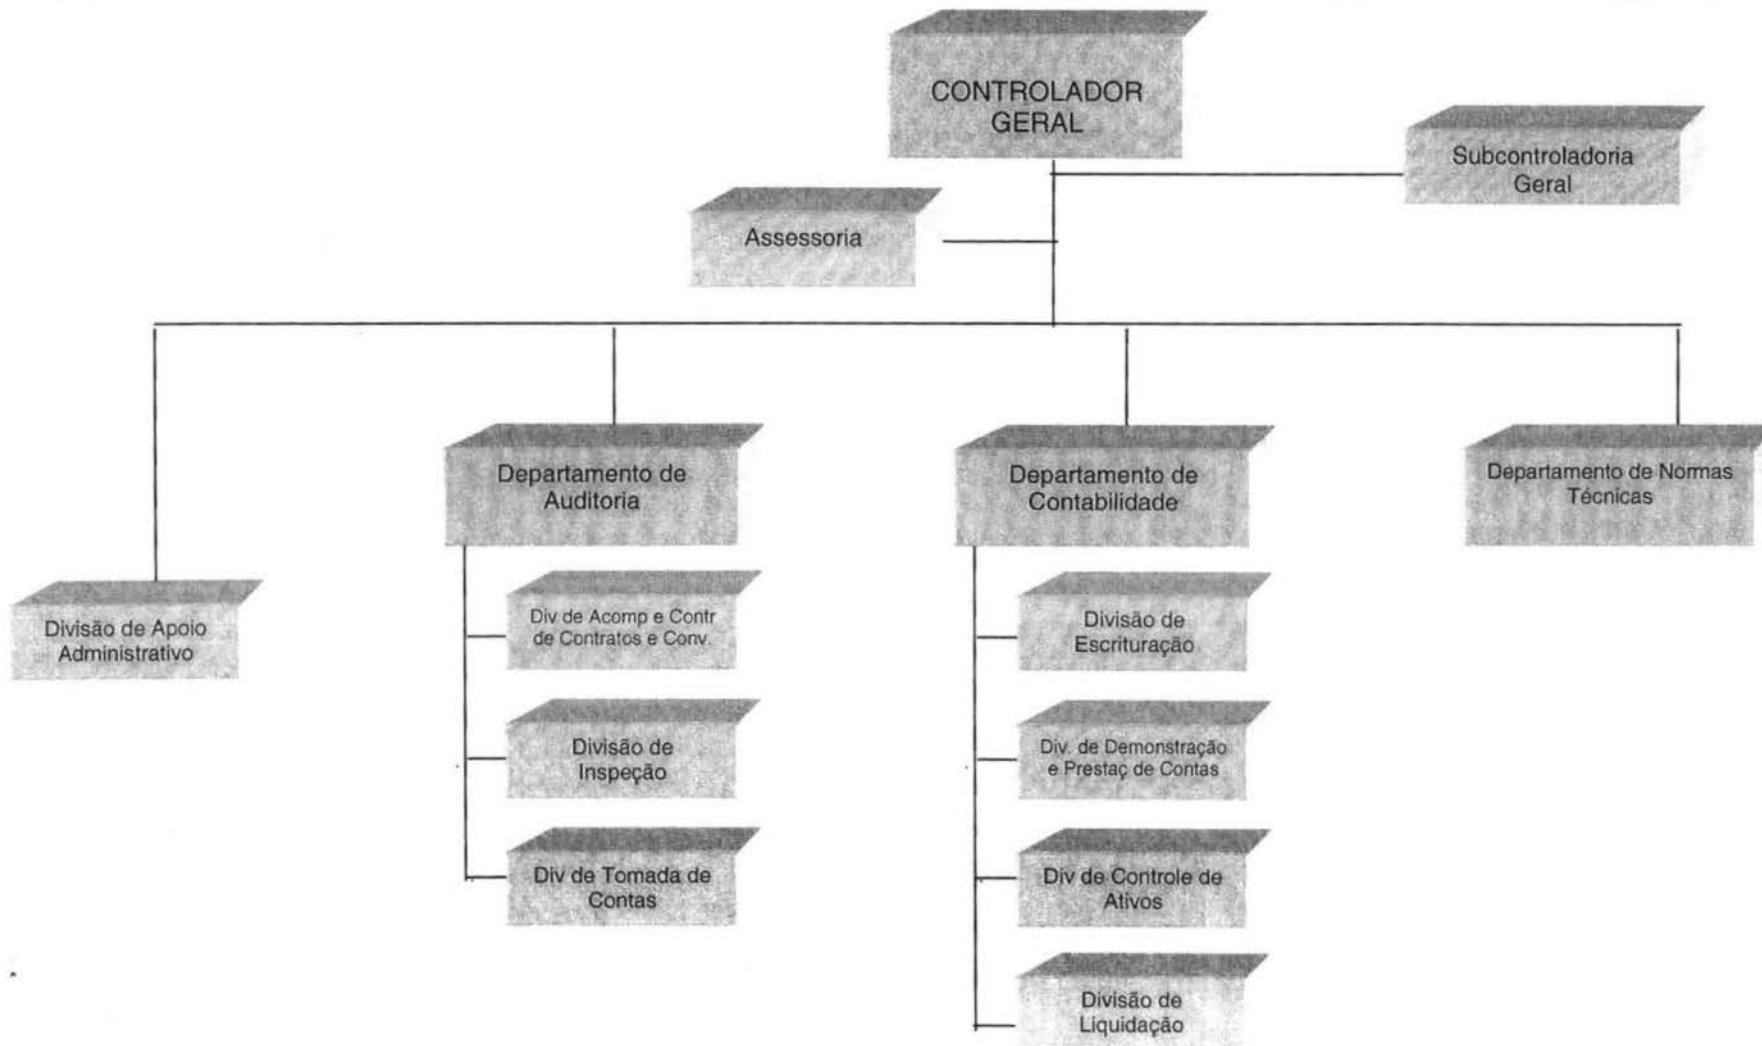 CONTROLADOR
GERAL
Subcontroladoria
Geral
Assessoria
Departamento de
Auditoria
Departamento de
Contabilidade
Departamento de Normas
Técnicas
Divisão de Apoio
Administrativo
Div de Acomp e Contr
de Contratos e Conv.
Divisão de
Escrituração
Divisão de
Inspeção
Div. de Demonstração
e Prestaç de Contas
Div de Tomada de
Contas
Div de Controle de
Ativos
Divisão de
Liquidação